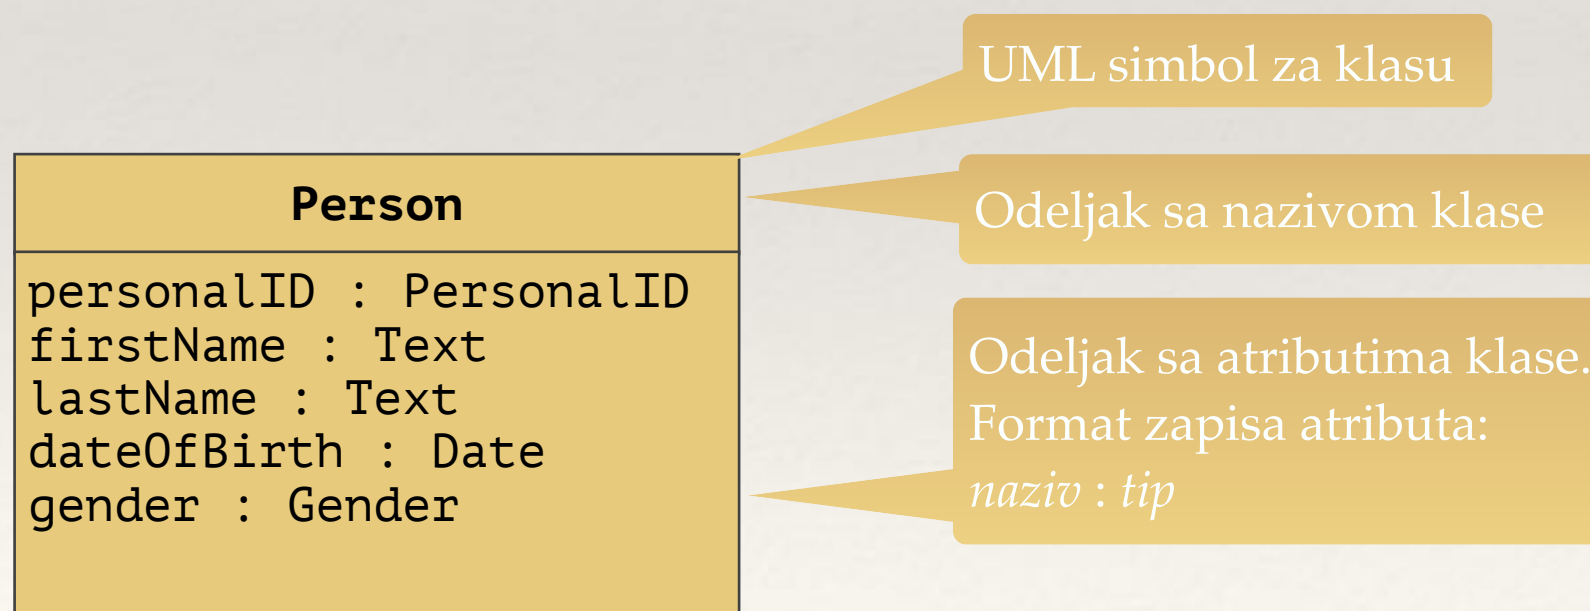 UML simbol za klasu
Person
Odeljak sa nazivom klase
personalID : PersonalID
firstName : Text
lastName : Text
dateOfBirth : Date
gender : Gender
Odeljak sa atributima klase.
Format zapisa atributa:
naziv : tip